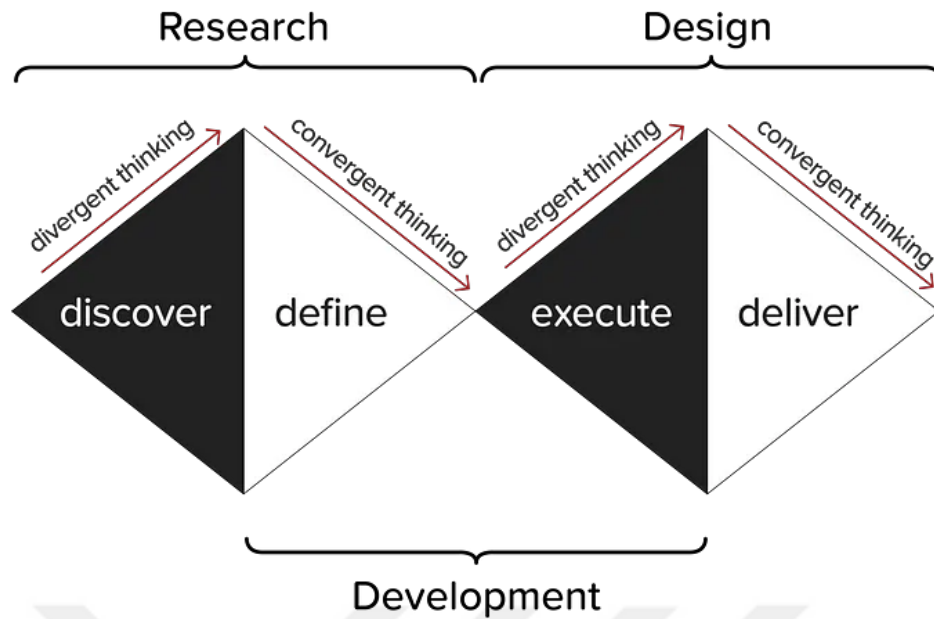 Research
Design
divergent thinking
convergent thinking
divergent thinking
convergent thinking
discover
define
execute
deliver
Development